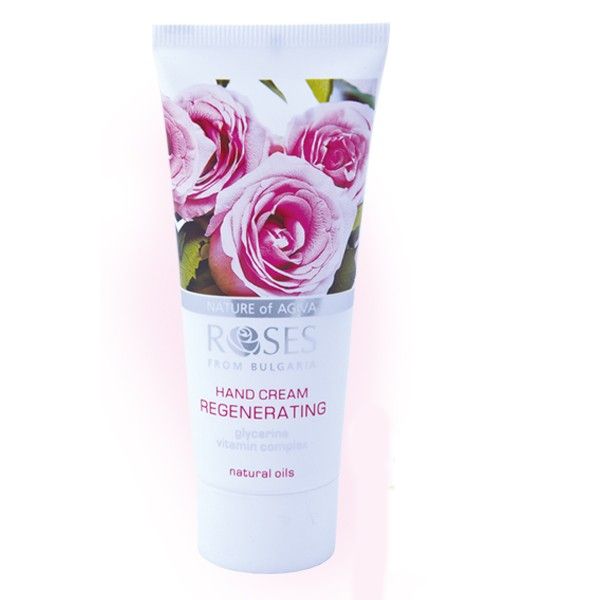 NATURE of AGIVA
ROSES
FROM BULGARIA
HAND CREAM
REGENERATING
glycerine
vitamin complex
natural oils